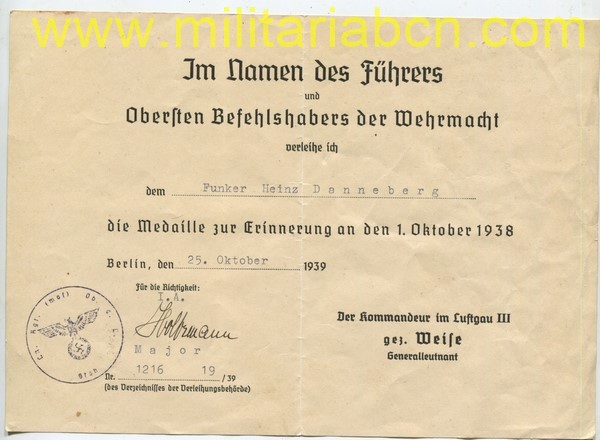 www.militariabcn.com
Im Namen des Führers
und
Obersten Befehlshabers der Wehrmacht
verleihe ich
dem Funker Heinz Danneberg
die Medaille zur Erinnerung an den 1. Oktober 1938
Berlin, den 25. Oktober 1939
Für die Richtigkeit:
I.A.
Major
Nr. 1216 19 /39
(des Verzeichnisses der Verleihungsbehörde)
Der Kommandeur im Luftgau III
gez. Weise
Generalleutnant